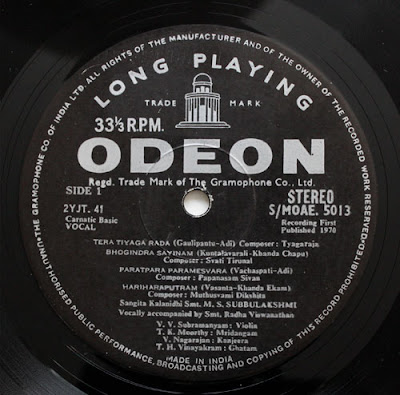 THE GRAMOPHONE CO. OF INDIA LTD. ALL RIGHTS OF THE MANUFACTURER AND OF THE OWNER OF THE RECORDED WORK RESERVED. UNAUTHORISED PUBLIC PERFORMANCE, BROADCASTING AND COPYING OF THIS RECORD PROHIBITED.
LONG PLAYING
TRADE MARK
33⅓ R.P.M.
ODEON
Regd. Trade Mark of The Gramophone Co., Ltd.
SIDE 1
STEREO
2YJT. 41
S/MOAE. 5013
Carnatic Basic
VOCAL
Recording First
Published 1970
TERA TIYAGA RADA (Gaulipantu-Adi) Composer : Tyagaraja
BHOGINDRA SAYINAM (Kuntalavarali-Khanda Chapu)
Composer : Svati Tirunal
PARATPARA PARAMESVARA (Vachaspati-Adi)
Composer : Papanasam Sivan
HARIHARAPUTRAM (Vasanta-Khanda Ekam)
Composer : Muthusvami Dikshita
Sangita Kalanidhi Smt. M. S. SUBBULAKSHMI
Vocally accompanied by Smt. Radha Viswanathan
V. V. Subramanyam : Violin
T. K. Moorthy : Mridangam
V. Nagarajan : Kanjeera
T. H. Vinayakram : Ghatam
MADE IN INDIA